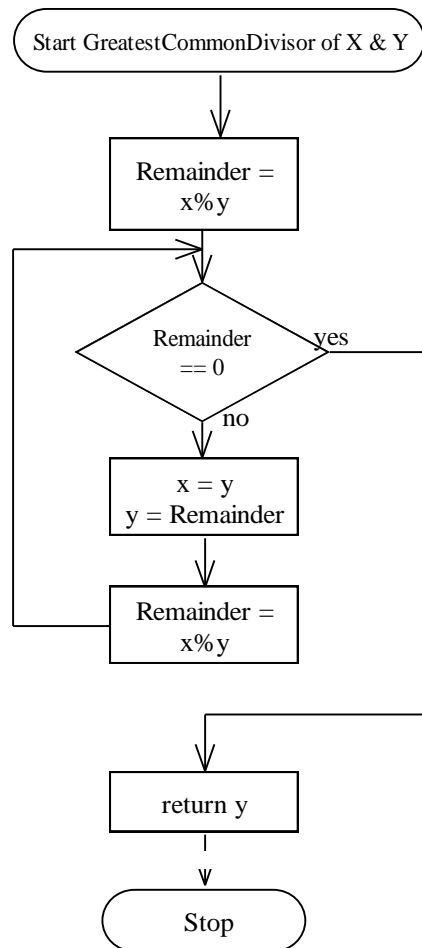 Start GreatestCommonDivisor of X & Y
Remainder =
x%y
Remainder
== 0
yes
no
x = y
y = Remainder
Remainder =
x%y
return y
Stop